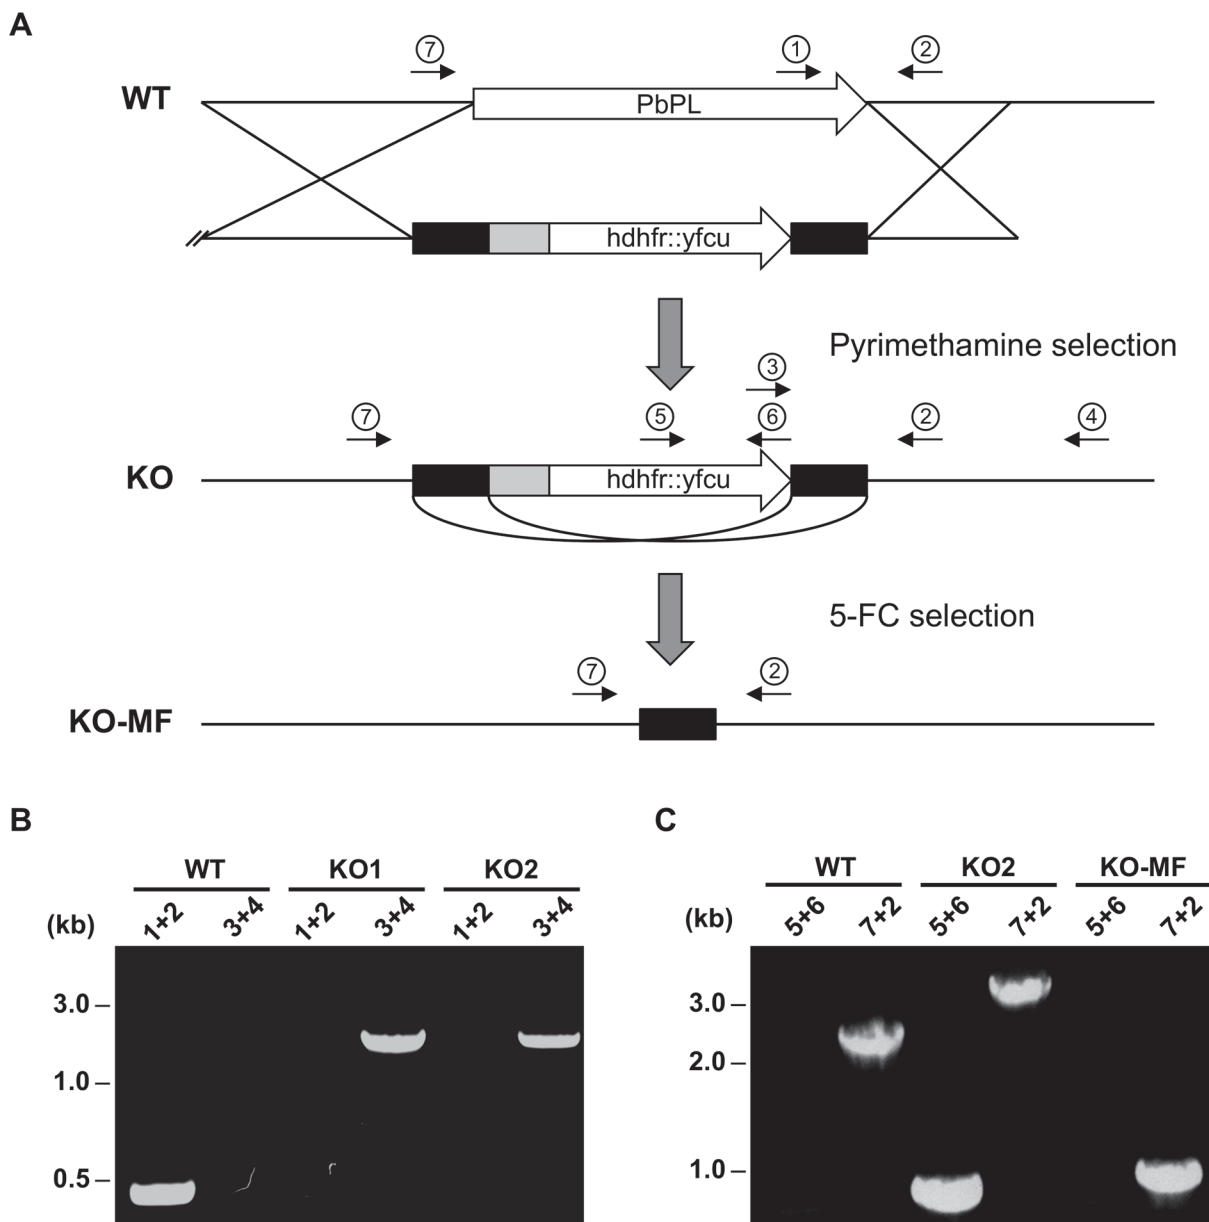 A
⑦ ① ②
WT
PbPL
hdhfr::yfcu
Pyrimethamine selection
③
⑦ ⑤ ⑥ ② ④
KO
hdhfr::yfcu
5-FC selection
⑦ ②
KO-MF
B
WT KO1 KO2
(kb) 1+2 3+4 1+2 3+4 1+2 3+4
3.0
1.0
0.5
C
WT KO2 KO-MF
(kb) 5+6 7+2 5+6 7+2 5+6 7+2
3.0
2.0
1.0